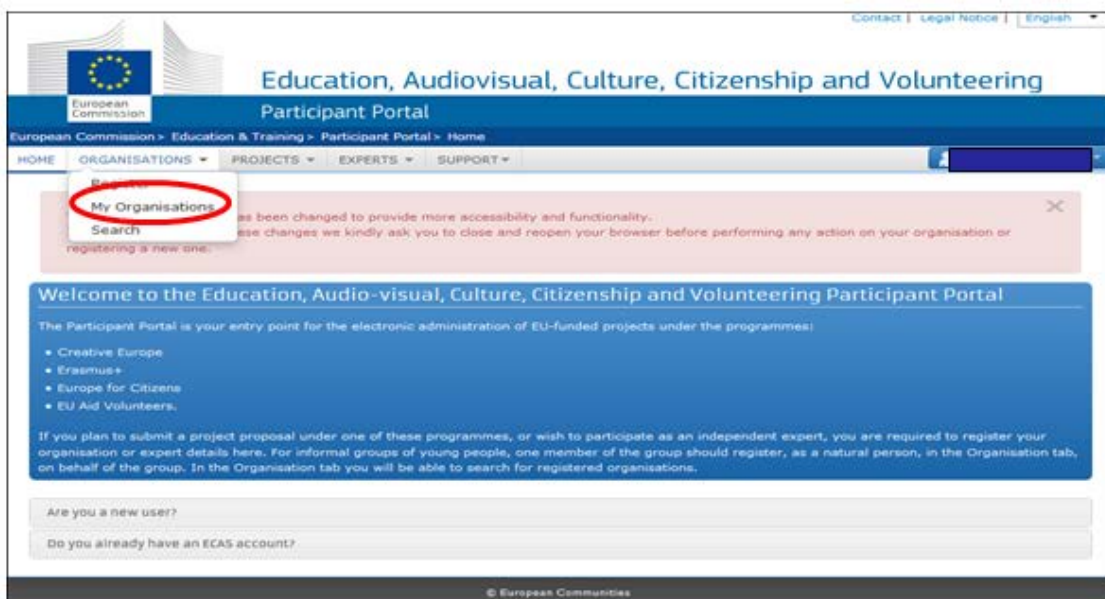 Contact | Legal Notice | English
European
Commission
Education, Audiovisual, Culture, Citizenship and Volunteering
Participant Portal
European Commission > Education & Training > Participant Portal > Home
HOME ORGANISATIONS PROJECTS EXPERTS SUPPORT
Register
My Organisations
Search
as been changed to provide more accessibility and functionality.
ese changes we kindly ask you to close and reopen your browser before performing any action on your organisation or
registering a new one.
Welcome to the Education, Audio-visual, Culture, Citizenship and Volunteering Participant Portal
The Participant Portal is your entry point for the electronic administration of EU-funded projects under the programmes:
• Creative Europe
• Erasmus+
• Europe for Citizens
• EU Aid Volunteers.
If you plan to submit a project proposal under one of these programmes, or wish to participate as an independent expert, you are required to register your
organisation or expert details here. For informal groups of young people, one member of the group should register, as a natural person, in the Organisation tab,
on behalf of the group. In the Organisation tab you will be able to search for registered organisations.
Are you a new user?
Do you already have an ECAS account?
© European Communities